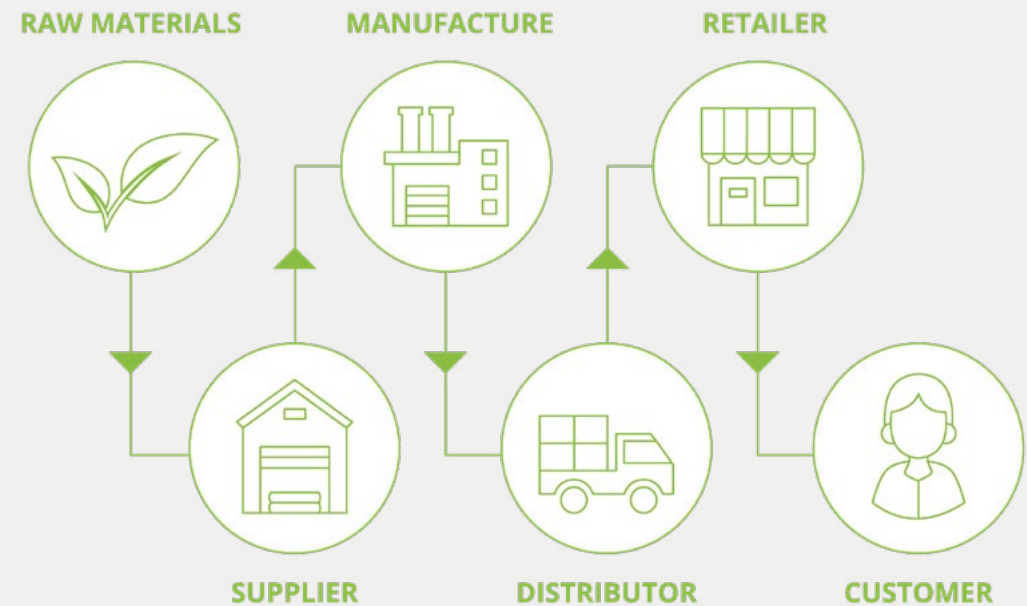 RAW MATERIALS
MANUFACTURE
RETAILER
SUPPLIER
DISTRIBUTOR
CUSTOMER